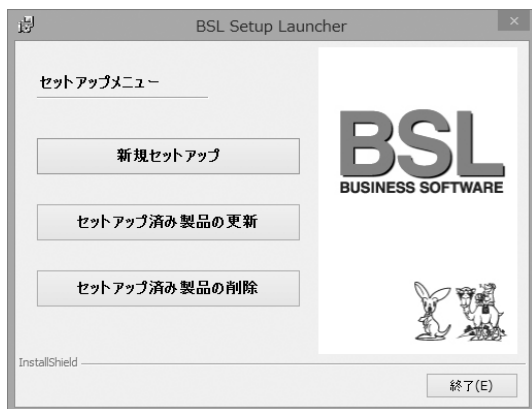 BSL Setup Launcher
セットアップメニュー
新規セットアップ
セットアップ済み製品の更新
セットアップ済み製品の削除
BSL
BUSINESS SOFTWARE
InstallShield
終了(E)